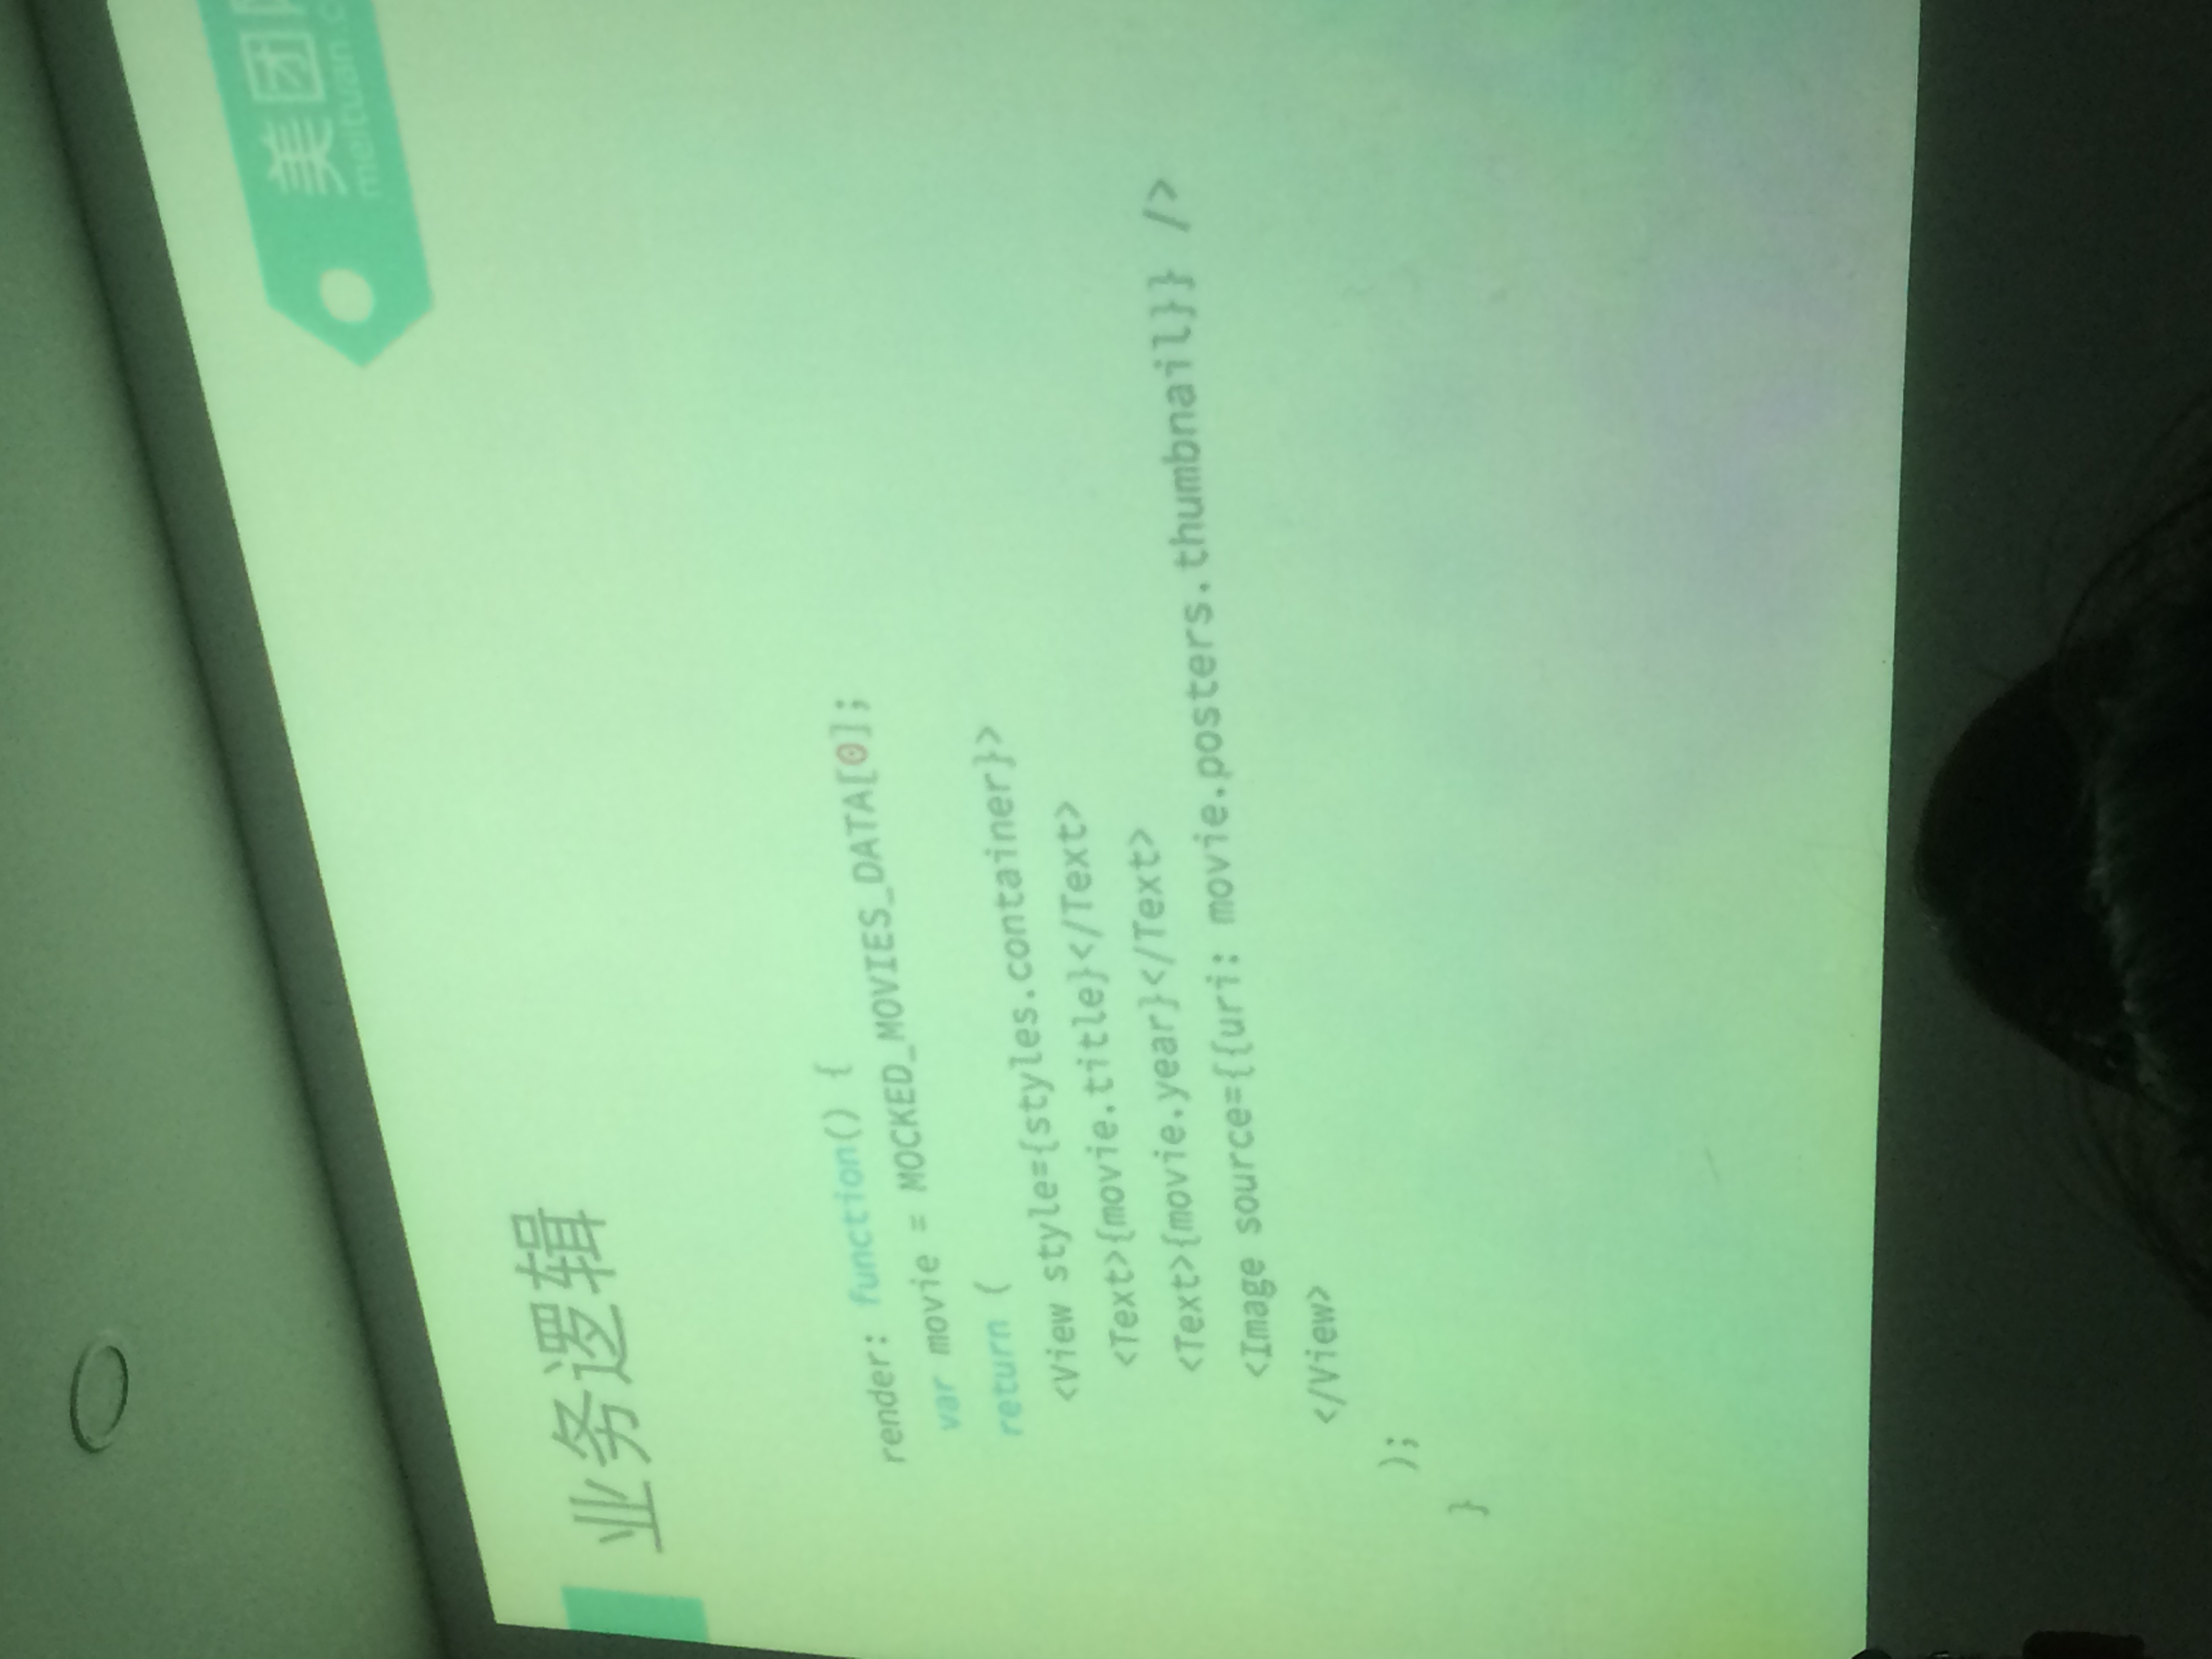 美团
meituan.c
业务逻辑
render: function() {
var movie = MOCKED_MOVIES_DATA[0];
return (
<View style={styles.container}>
<Text>{movie.title}</Text>
<Text>{movie.year}</Text>
<Image source={{uri: movie.posters.thumbnail}} />
</View>
);
}